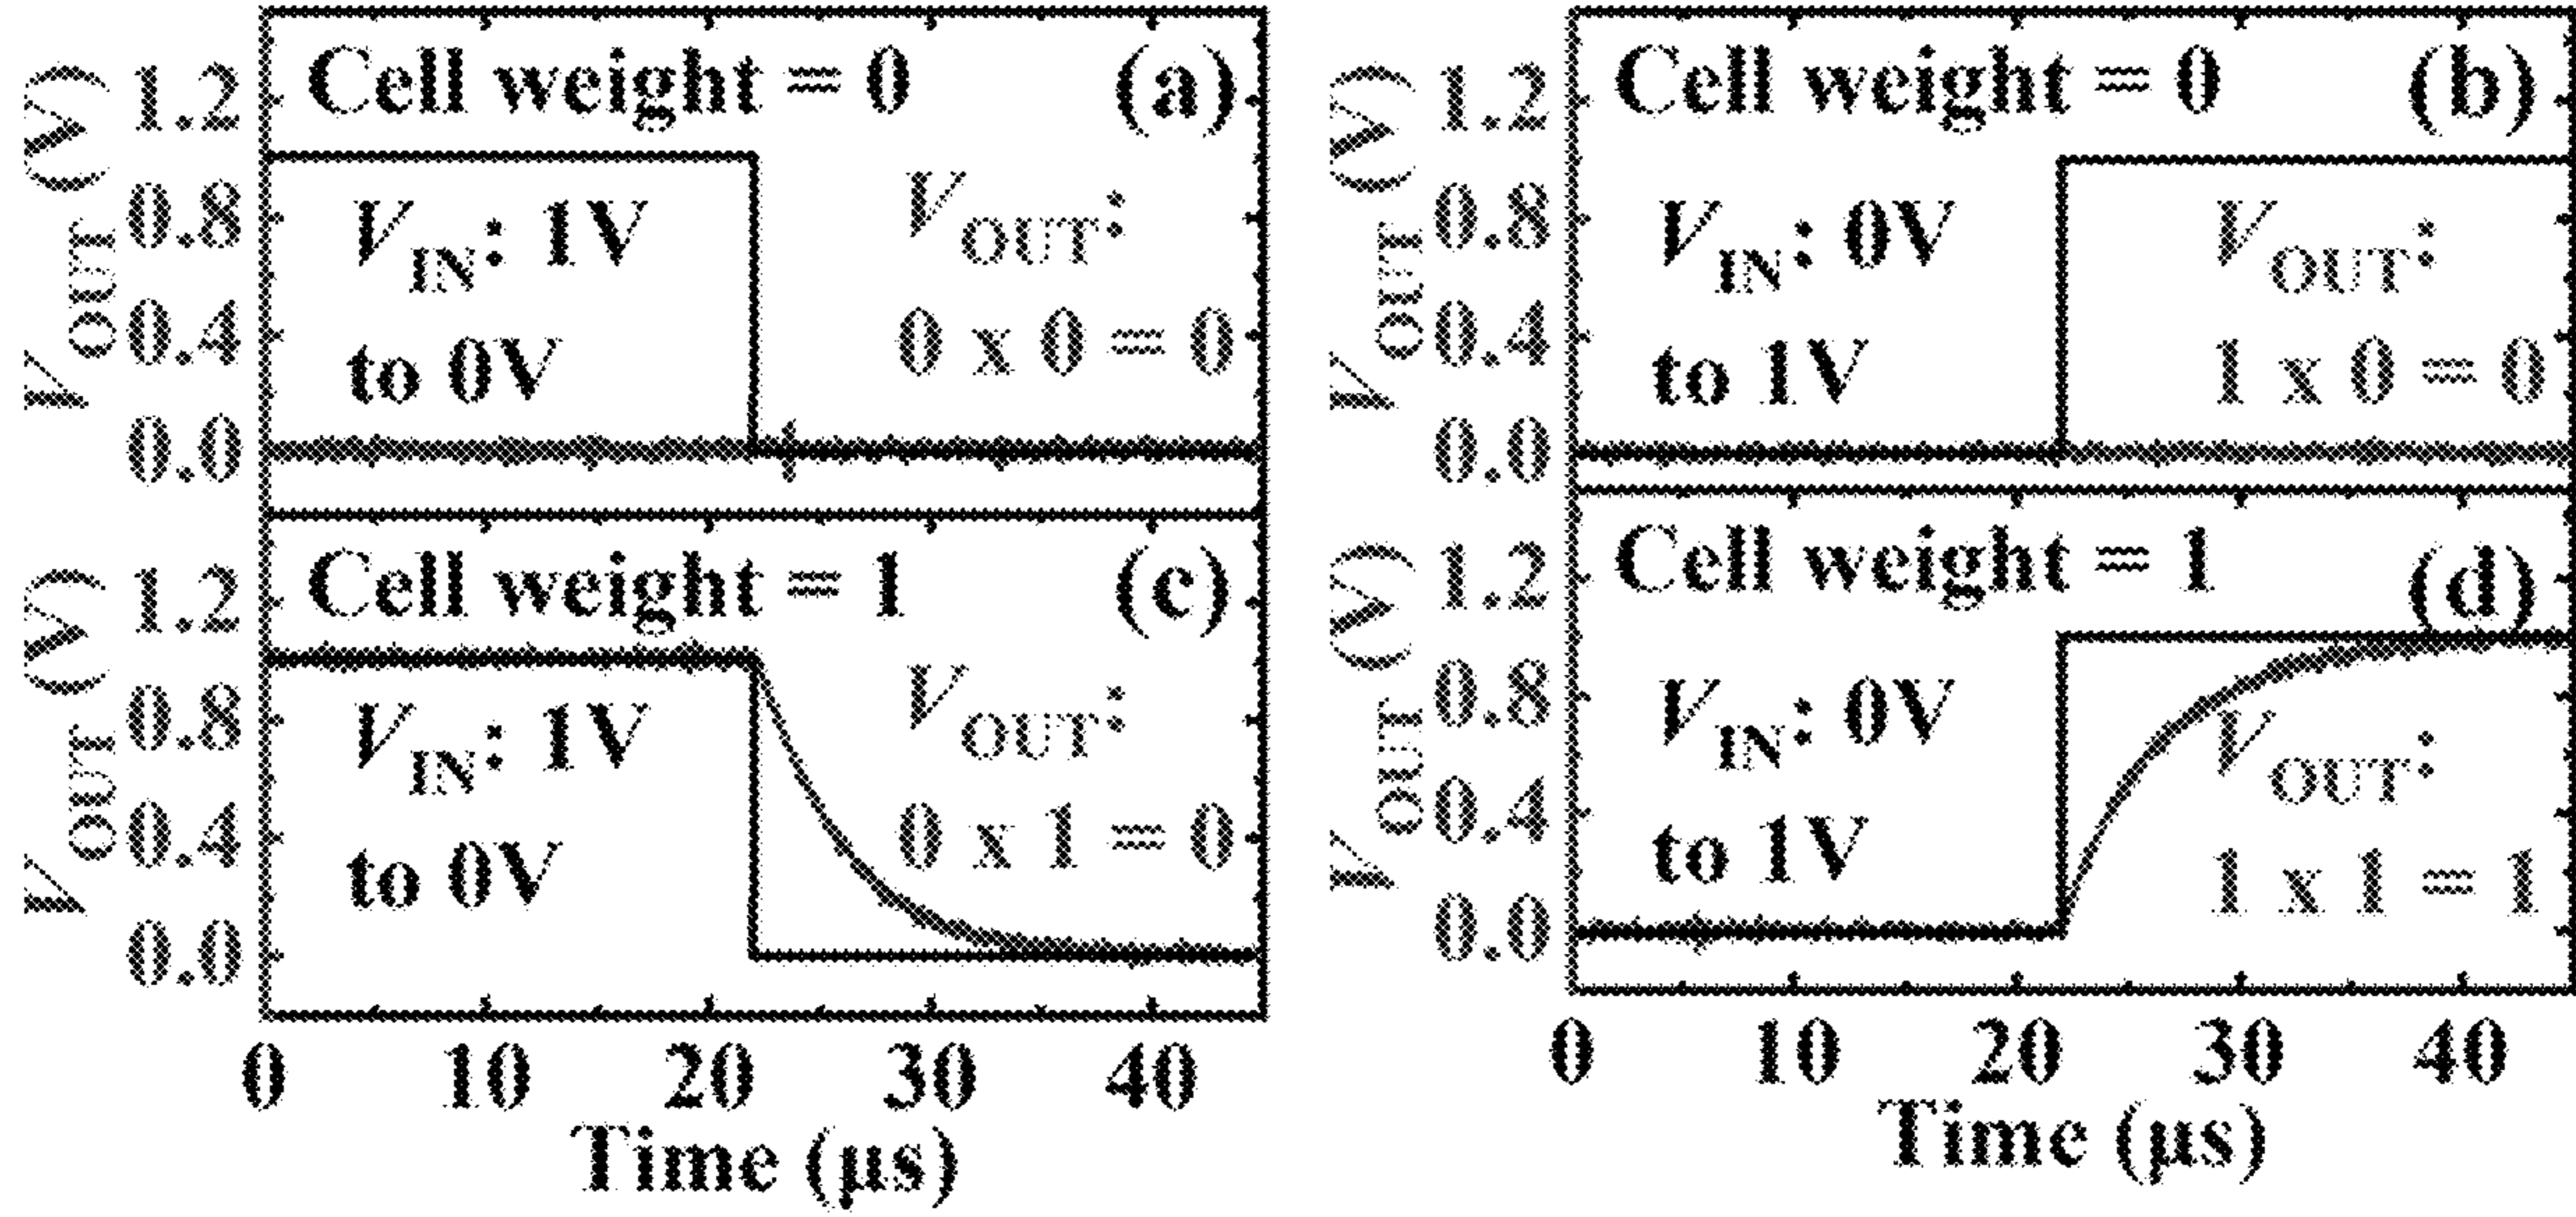 Cell weight = 0 (a)
V_OUT (V)
1.2
0.8
0.4
0.0
V_IN: 1V
to 0V
V_OUT:
0 x 0 = 0
Cell weight = 0 (b)
V_OUT (V)
1.2
0.8
0.4
0.0
V_IN: 0V
to 1V
V_OUT:
1 x 0 = 0
Cell weight = 1 (c)
V_OUT (V)
1.2
0.8
0.4
0.0
V_IN: 1V
to 0V
V_OUT:
0 x 1 = 0
0 10 20 30 40
Time (μs)
Cell weight = 1 (d)
V_OUT (V)
1.2
0.8
0.4
0.0
V_IN: 0V
to 1V
V_OUT:
1 x 1 = 1
0 10 20 30 40
Time (μs)